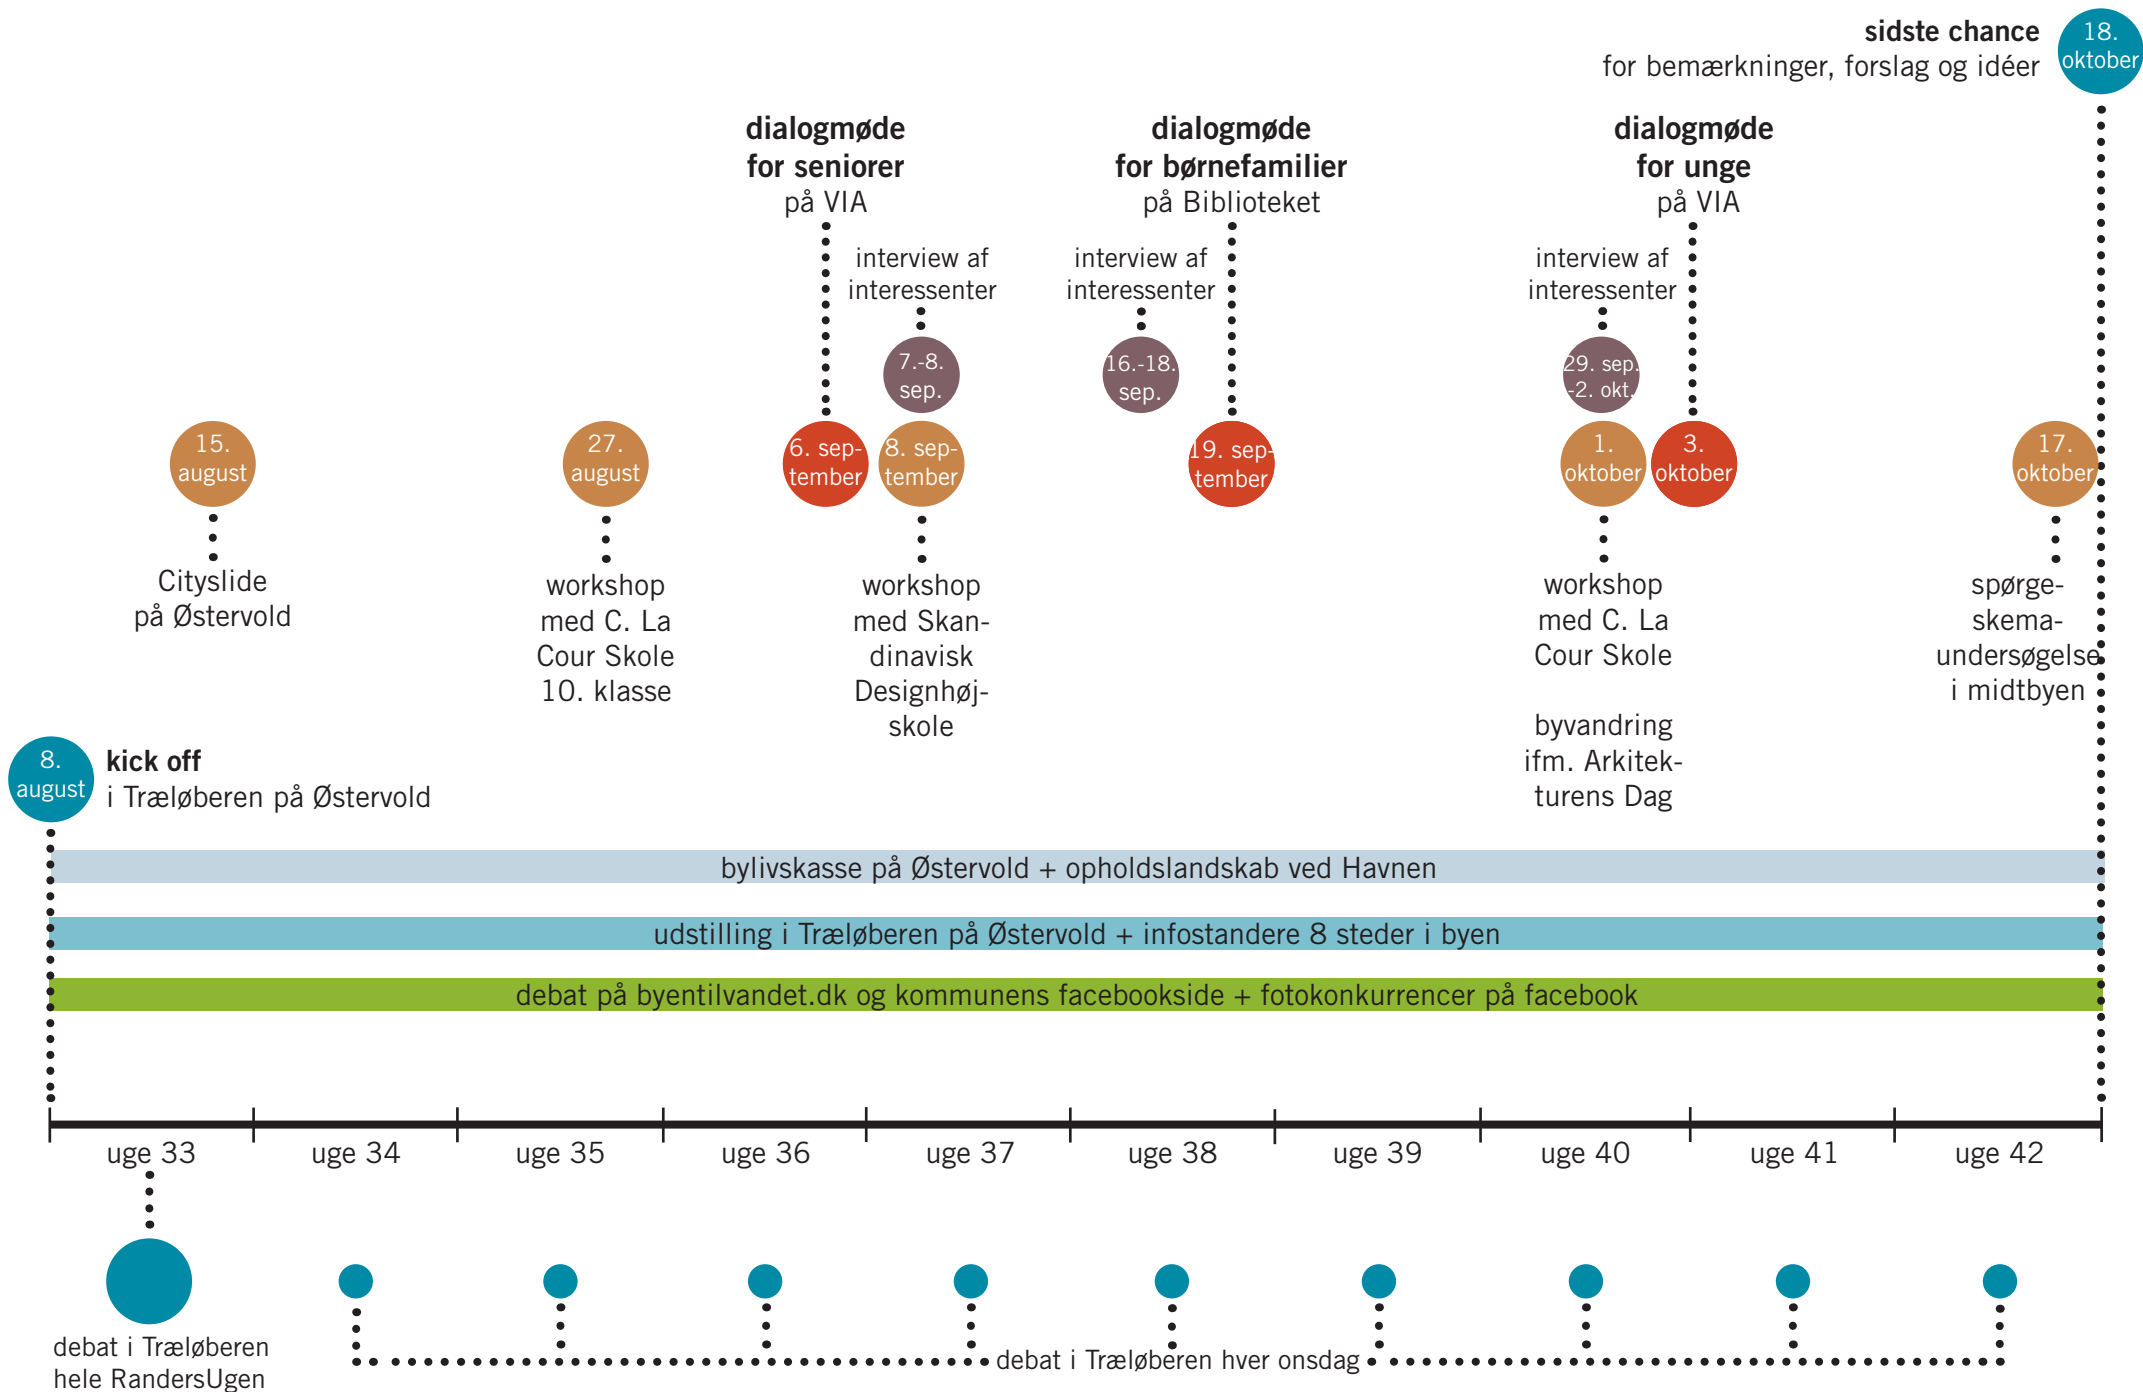 sidste chance
for bemærkninger, forslag og idéer
18.
oktober
dialogmøde
for seniorer
på VIA
dialogmøde
for børnefamilier
på Biblioteket
dialogmøde
for unge
på VIA
interview af
interessenter
interview af
interessenter
interview af
interessenter
7.-8.
sep.
16.-18.
sep.
29. sep.
-2. okt.
15.
august
27.
august
6. sep-
tember
8. sep-
tember
19. sep-
tember
1.
oktober
3.
oktober
17.
oktober
Cityslide
på Østervold
workshop
med C. La
Cour Skole
10. klasse
workshop
med Skan-
dinavisk
Designhøj-
skole
workshop
med C. La
Cour Skole
byvandring
ifm. Arkitek-
turens Dag
spørge-
skema-
undersøgelse
i midtbyen
8.
august
kick off
i Træløberen på Østervold
bylivskasse på Østervold + opholdslandskab ved Havnen
udstilling i Træløberen på Østervold + infostandere 8 steder i byen
debat på byentilvandet.dk og kommunens facebookside + fotokonkurrencer på facebook
uge 33
uge 34
uge 35
uge 36
uge 37
uge 38
uge 39
uge 40
uge 41
uge 42
debat i Træløberen
hele RandersUgen
debat i Træløberen hver onsdag